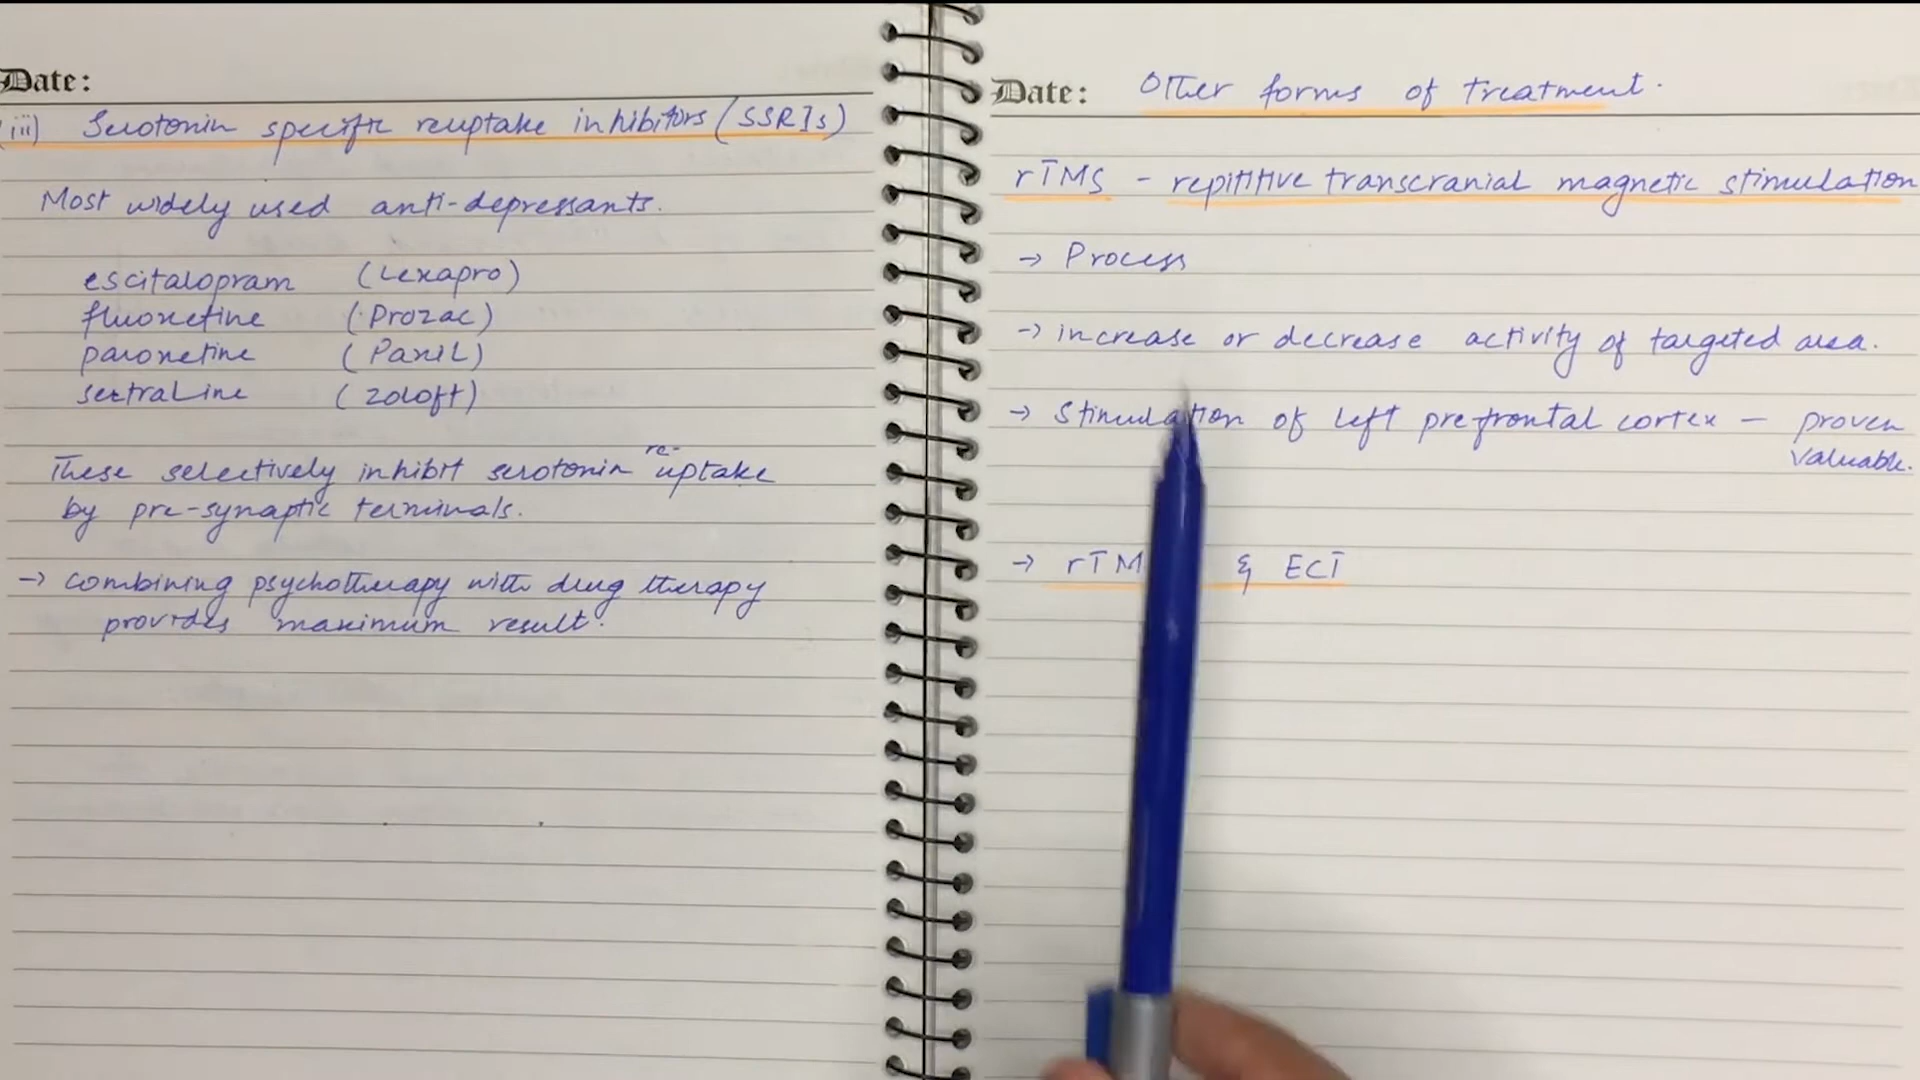 Date:
(iii) Serotonin specific reuptake inhibitors (SSRIs)
Most widely used anti-depressants.
escitalopram (Lexapro)
fluoxetine (Prozac)
paroxetine (Paxil)
sertraline (Zoloft)
These selectively inhibit serotonin re-uptake
by pre-synaptic terminals.
→ Combining psychotherapy with drug therapy
provides maximum result.
Date: Other forms of treatment.
rTMS - repititive transcranial magnetic stimulation
→ Process
→ increase or decrease activity of targeted area.
→ Stimulation of left prefrontal cortex - proven
valuable.
→ rTM & ECT